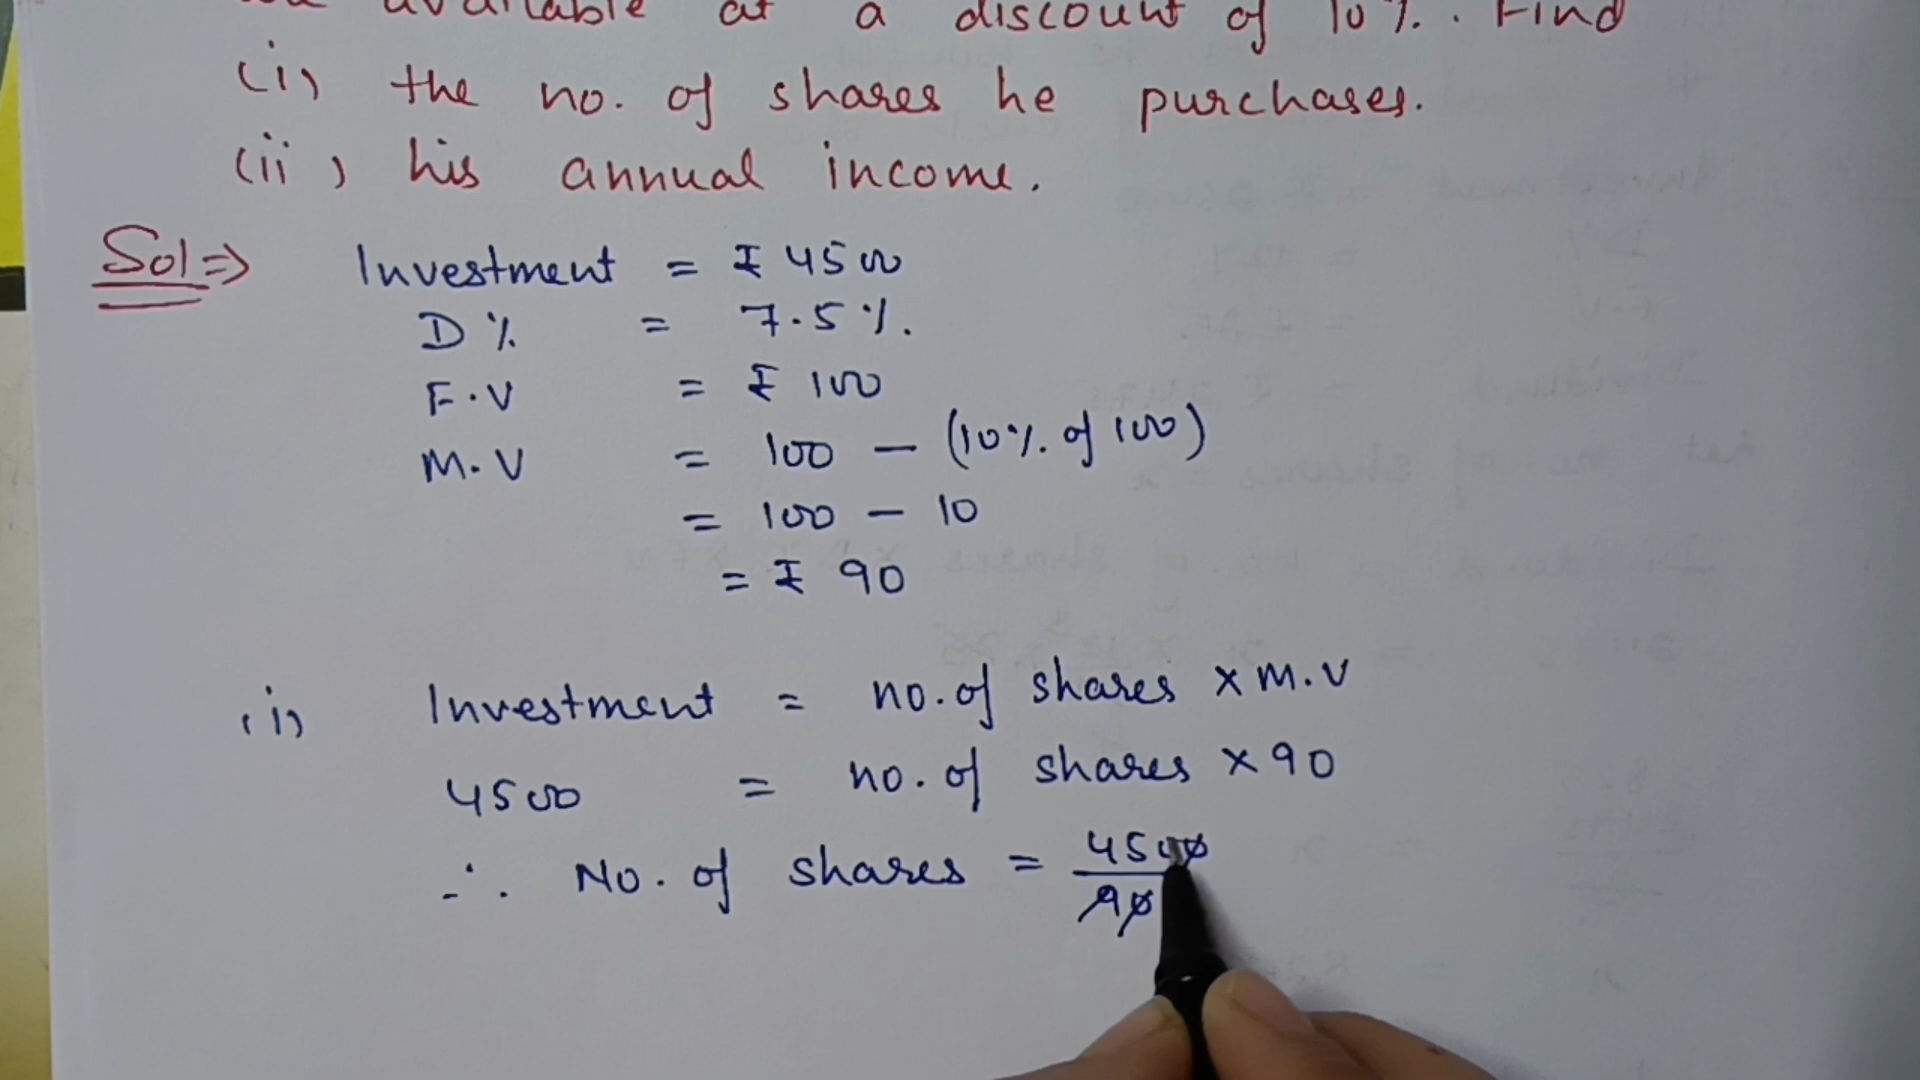 available at a discount of 10%. Find
(i) the no. of shares he purchases.
(ii) his annual income.
Sol⇒ Investment = ₹ 4500
D% = 7.5%.
F.V = ₹ 100
M.V = 100 - (10% of 100)
= 100 - 10
= ₹ 90
(i) Investment = no. of shares × M.V
4500 = no. of shares × 90
∴ No. of shares = 4500/90